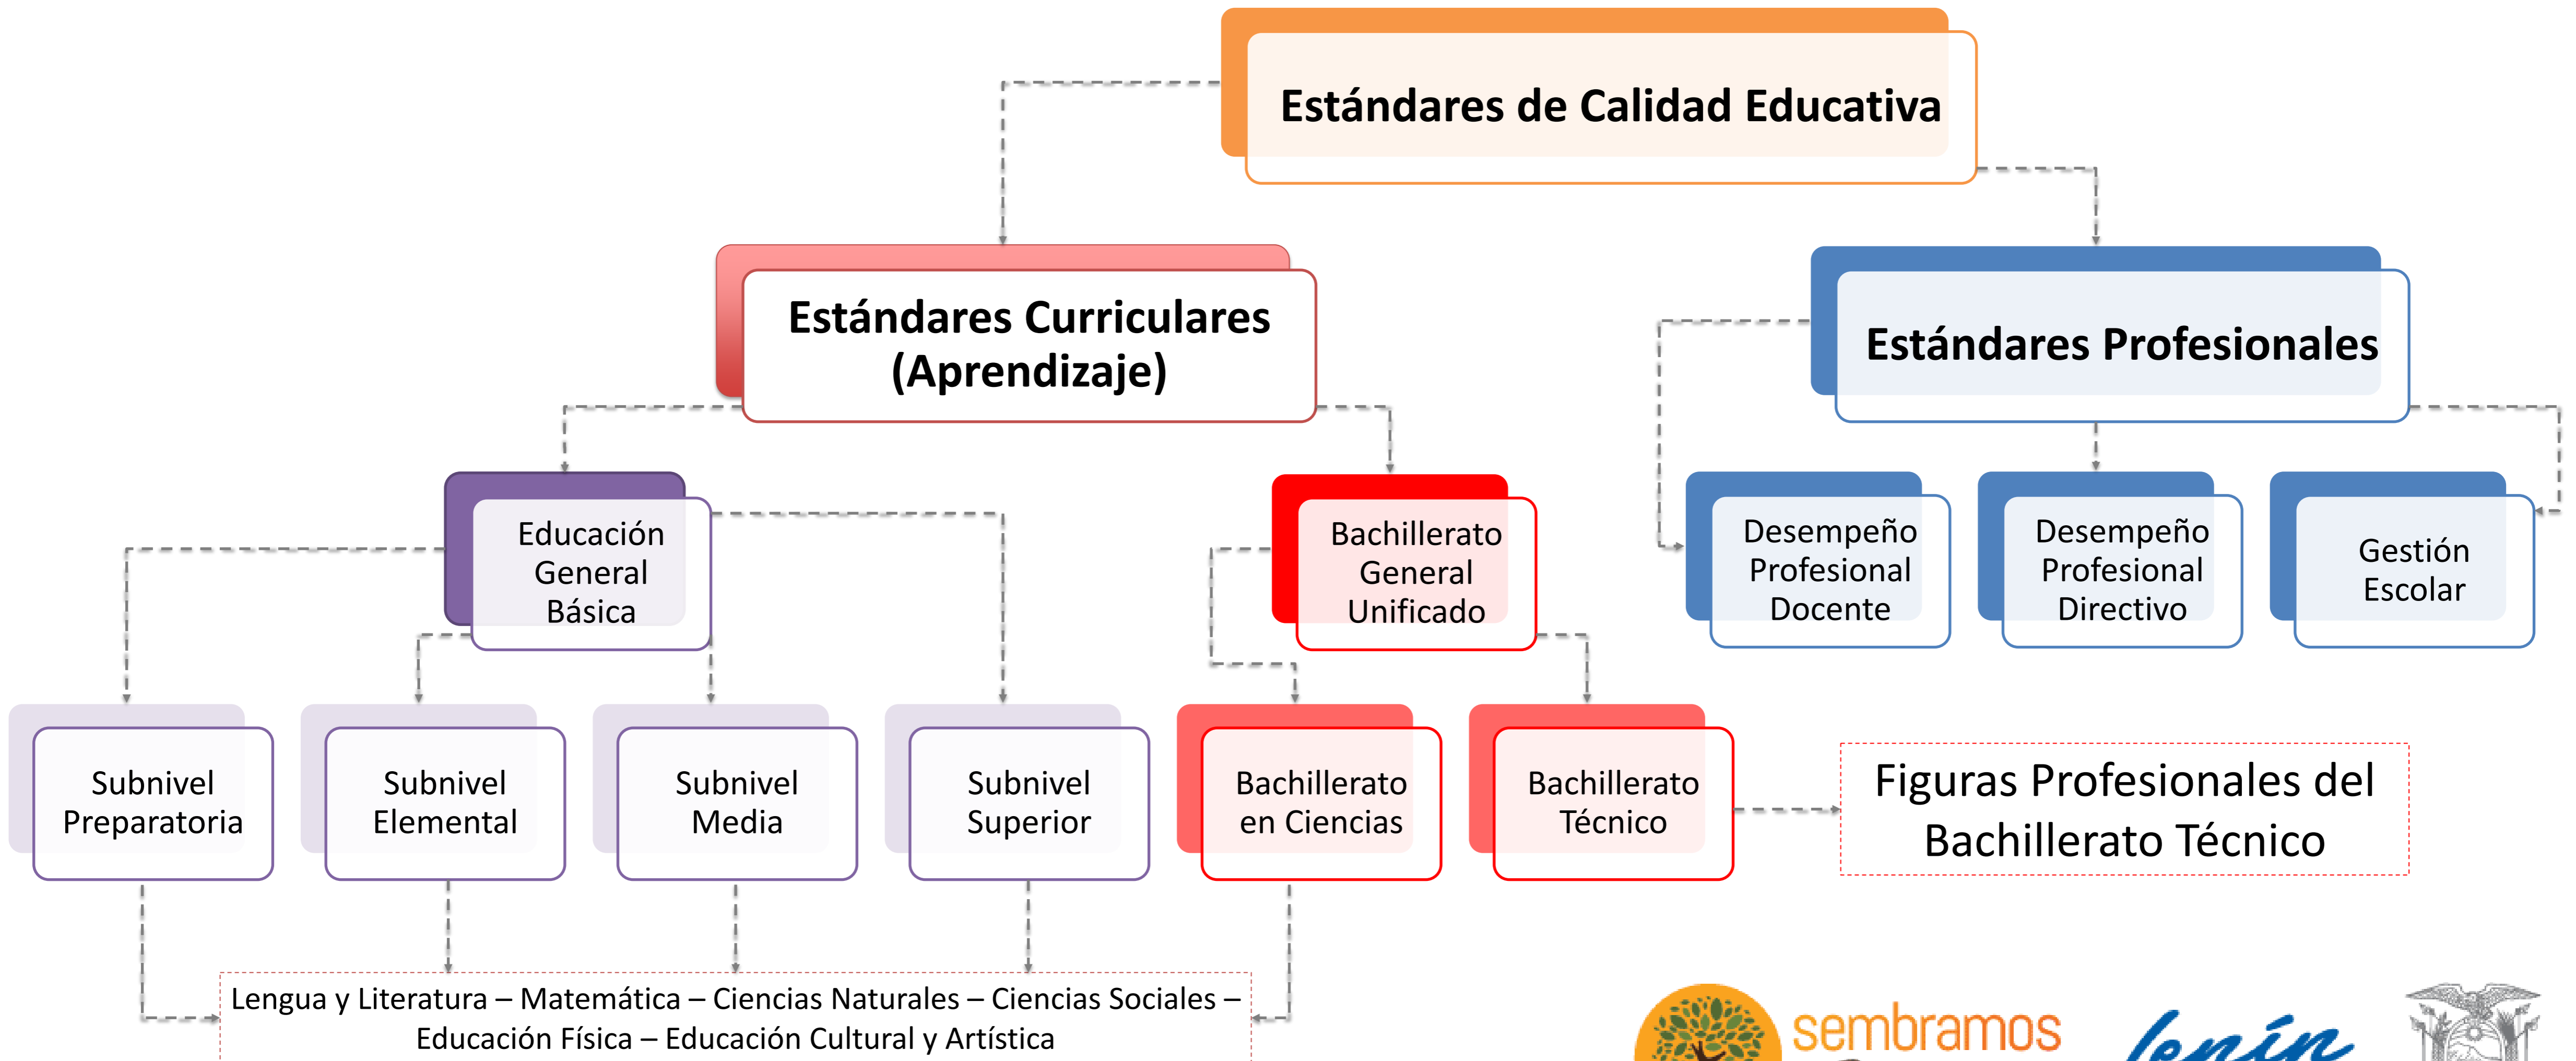 Estándares de Calidad Educativa
Estándares Curriculares
(Aprendizaje)
Estándares Profesionales
Educación
General
Básica
Bachillerato
General
Unificado
Desempeño
Profesional
Docente
Desempeño
Profesional
Directivo
Gestión
Escolar
Subnivel
Preparatoria
Subnivel
Elemental
Subnivel
Media
Subnivel
Superior
Bachillerato
en Ciencias
Bachillerato
Técnico
Figuras Profesionales del
Bachillerato Técnico
Lengua y Literatura – Matemática – Ciencias Naturales – Ciencias Sociales –
Educación Física – Educación Cultural y Artística
sembramos
lenín